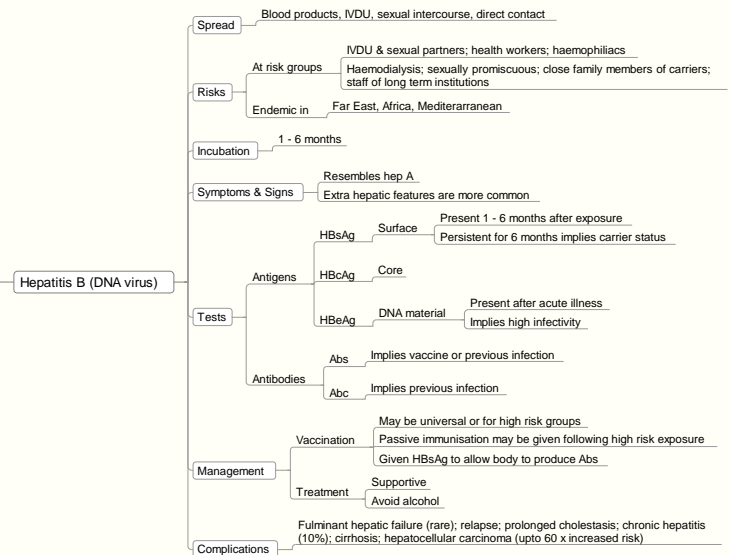 Hepatitis B (DNA virus)
Spread
Blood products, IVDU, sexual intercourse, direct contact
Risks
At risk groups
IVDU & sexual partners; health workers; haemophiliacs
Haemodialysis; sexually promiscuous; close family members of carriers;
staff of long term institutions
Endemic in
Far East, Africa, Mediterarranean
Incubation
1 - 6 months
Symptoms & Signs
Resembles hep A
Extra hepatic features are more common
Tests
Antigens
HBsAg
Surface
Present 1 - 6 months after exposure
Persistent for 6 months implies carrier status
HBcAg
Core
HBeAg
DNA material
Present after acute illness
Implies high infectivity
Antibodies
Abs
Implies vaccine or previous infection
Abc
Implies previous infection
Management
Vaccination
May be universal or for high risk groups
Passive immunisation may be given following high risk exposure
Given HBsAg to allow body to produce Abs
Treatment
Supportive
Avoid alcohol
Complications
Fulminant hepatic failure (rare); relapse; prolonged cholestasis; chronic hepatitis
(10%); cirrhosis; hepatocellular carcinoma (upto 60 x increased risk)